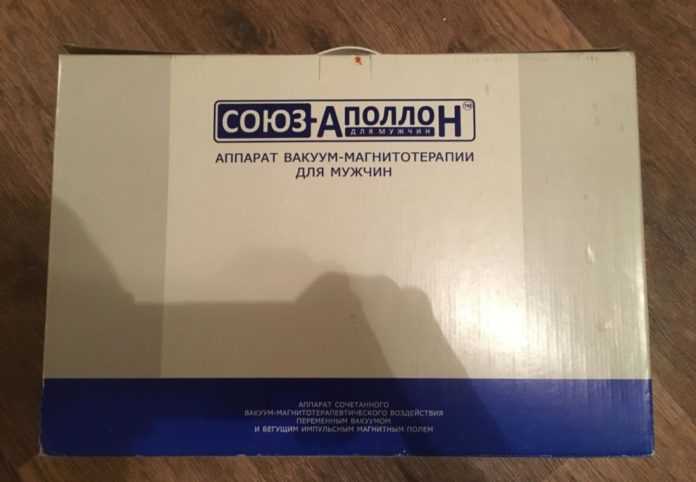 СОЮЗ-АПОЛЛОН™
ДЛЯ МУЖЧИН
АППАРАТ ВАКУУМ-МАГНИТОТЕРАПИИ
ДЛЯ МУЖЧИН
АППАРАТ СОЧЕТАННОГО
ВАКУУМ-МАГНИТОТЕРАПЕВТИЧЕСКОГО ВОЗДЕЙСТВИЯ
ПЕРЕМЕННЫМ ВАКУУМОМ
И БЕГУЩИМ ИМПУЛЬСНЫМ МАГНИТНЫМ ПОЛЕМ